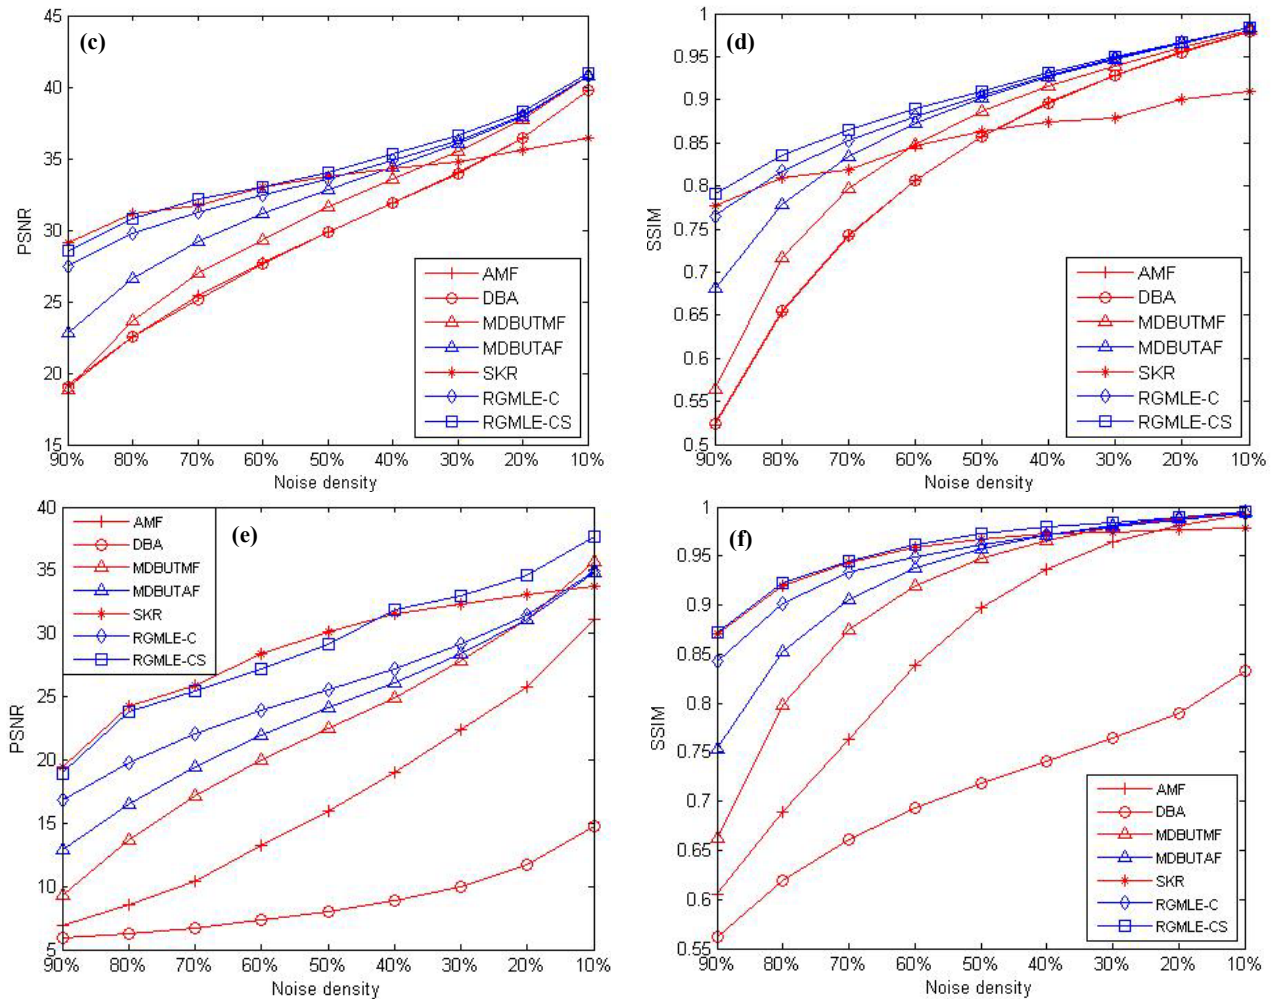 (c)
45
40
35
30
25
20
15
PSNR
90% 80% 70% 60% 50% 40% 30% 20% 10%
Noise density
AMF
DBA
MDBUTMF
MDBUTAF
SKR
RGMLE-C
RGMLE-CS
(d)
1
0.95
0.9
0.85
0.8
0.75
0.7
0.65
0.6
0.55
0.5
SSIM
90% 80% 70% 60% 50% 40% 30% 20% 10%
Noise density
AMF
DBA
MDBUTMF
MDBUTAF
SKR
RGMLE-C
RGMLE-CS
(e)
40
35
30
25
20
15
10
5
PSNR
90% 80% 70% 60% 50% 40% 30% 20% 10%
Noise density
AMF
DBA
MDBUTMF
MDBUTAF
SKR
RGMLE-C
RGMLE-CS
(f)
1
0.95
0.9
0.85
0.8
0.75
0.7
0.65
0.6
0.55
SSIM
90% 80% 70% 60% 50% 40% 30% 20% 10%
Noise density
AMF
DBA
MDBUTMF
MDBUTAF
SKR
RGMLE-C
RGMLE-CS